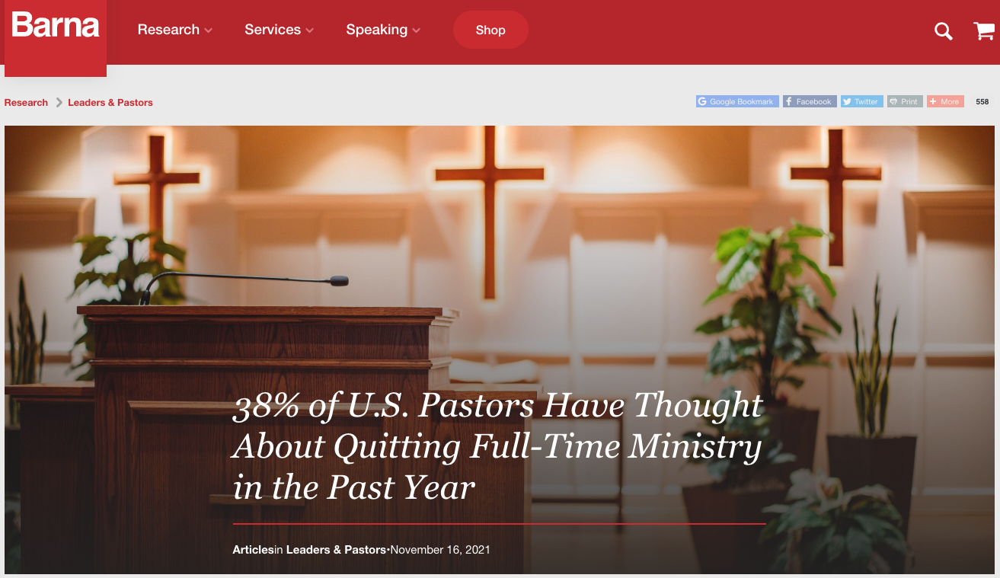 Barna
Research Services Speaking Shop
Research Leaders & Pastors
Google Bookmark Facebook Twitter Print More 558
38% of U.S. Pastors Have Thought
About Quitting Full-Time Ministry
in the Past Year
Articlesin Leaders & Pastors•November 16, 2021